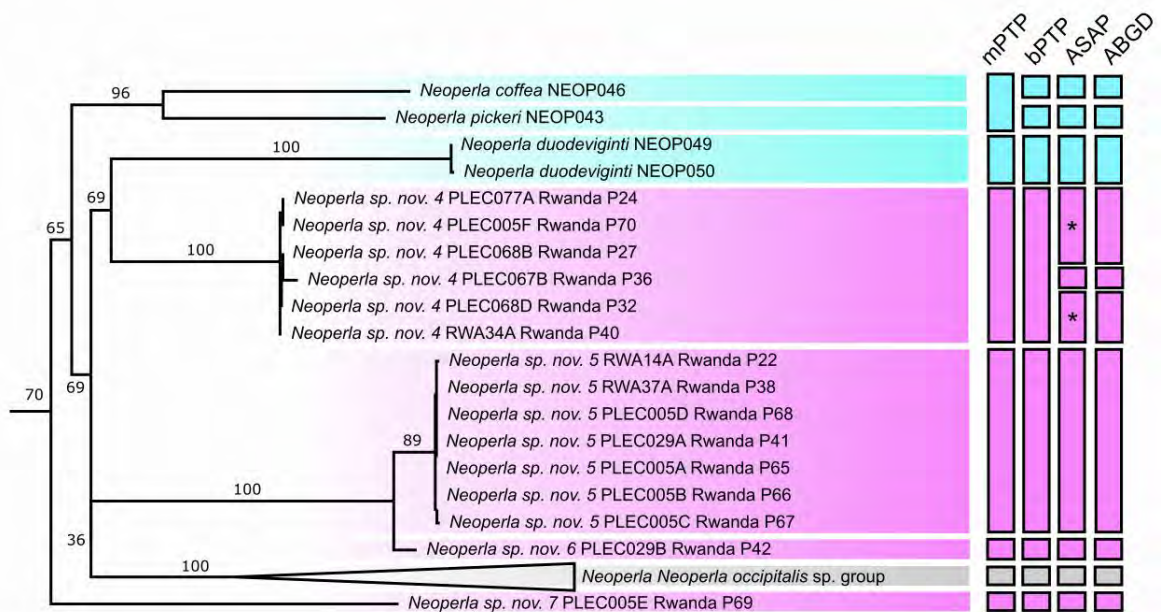 mPTP bPTP ASAP ABGD
96
Neoperla coffea NEOP046
Neoperla pickeri NEOP043
100
Neoperla duodeviginti NEOP049
Neoperla duodeviginti NEOP050
69
65
Neoperla sp. nov. 4 PLEC077A Rwanda P24
Neoperla sp. nov. 4 PLEC005F Rwanda P70
*
100
Neoperla sp. nov. 4 PLEC068B Rwanda P27
Neoperla sp. nov. 4 PLEC067B Rwanda P36
Neoperla sp. nov. 4 PLEC068D Rwanda P32
*
Neoperla sp. nov. 4 RWA34A Rwanda P40
Neoperla sp. nov. 5 RWA14A Rwanda P22
69
Neoperla sp. nov. 5 RWA37A Rwanda P38
70
Neoperla sp. nov. 5 PLEC005D Rwanda P68
89
Neoperla sp. nov. 5 PLEC029A Rwanda P41
Neoperla sp. nov. 5 PLEC005A Rwanda P65
100
Neoperla sp. nov. 5 PLEC005B Rwanda P66
Neoperla sp. nov. 5 PLEC005C Rwanda P67
36
Neoperla sp. nov. 6 PLEC029B Rwanda P42
100
Neoperla Neoperla occipitalis sp. group
Neoperla sp. nov. 7 PLEC005E Rwanda P69